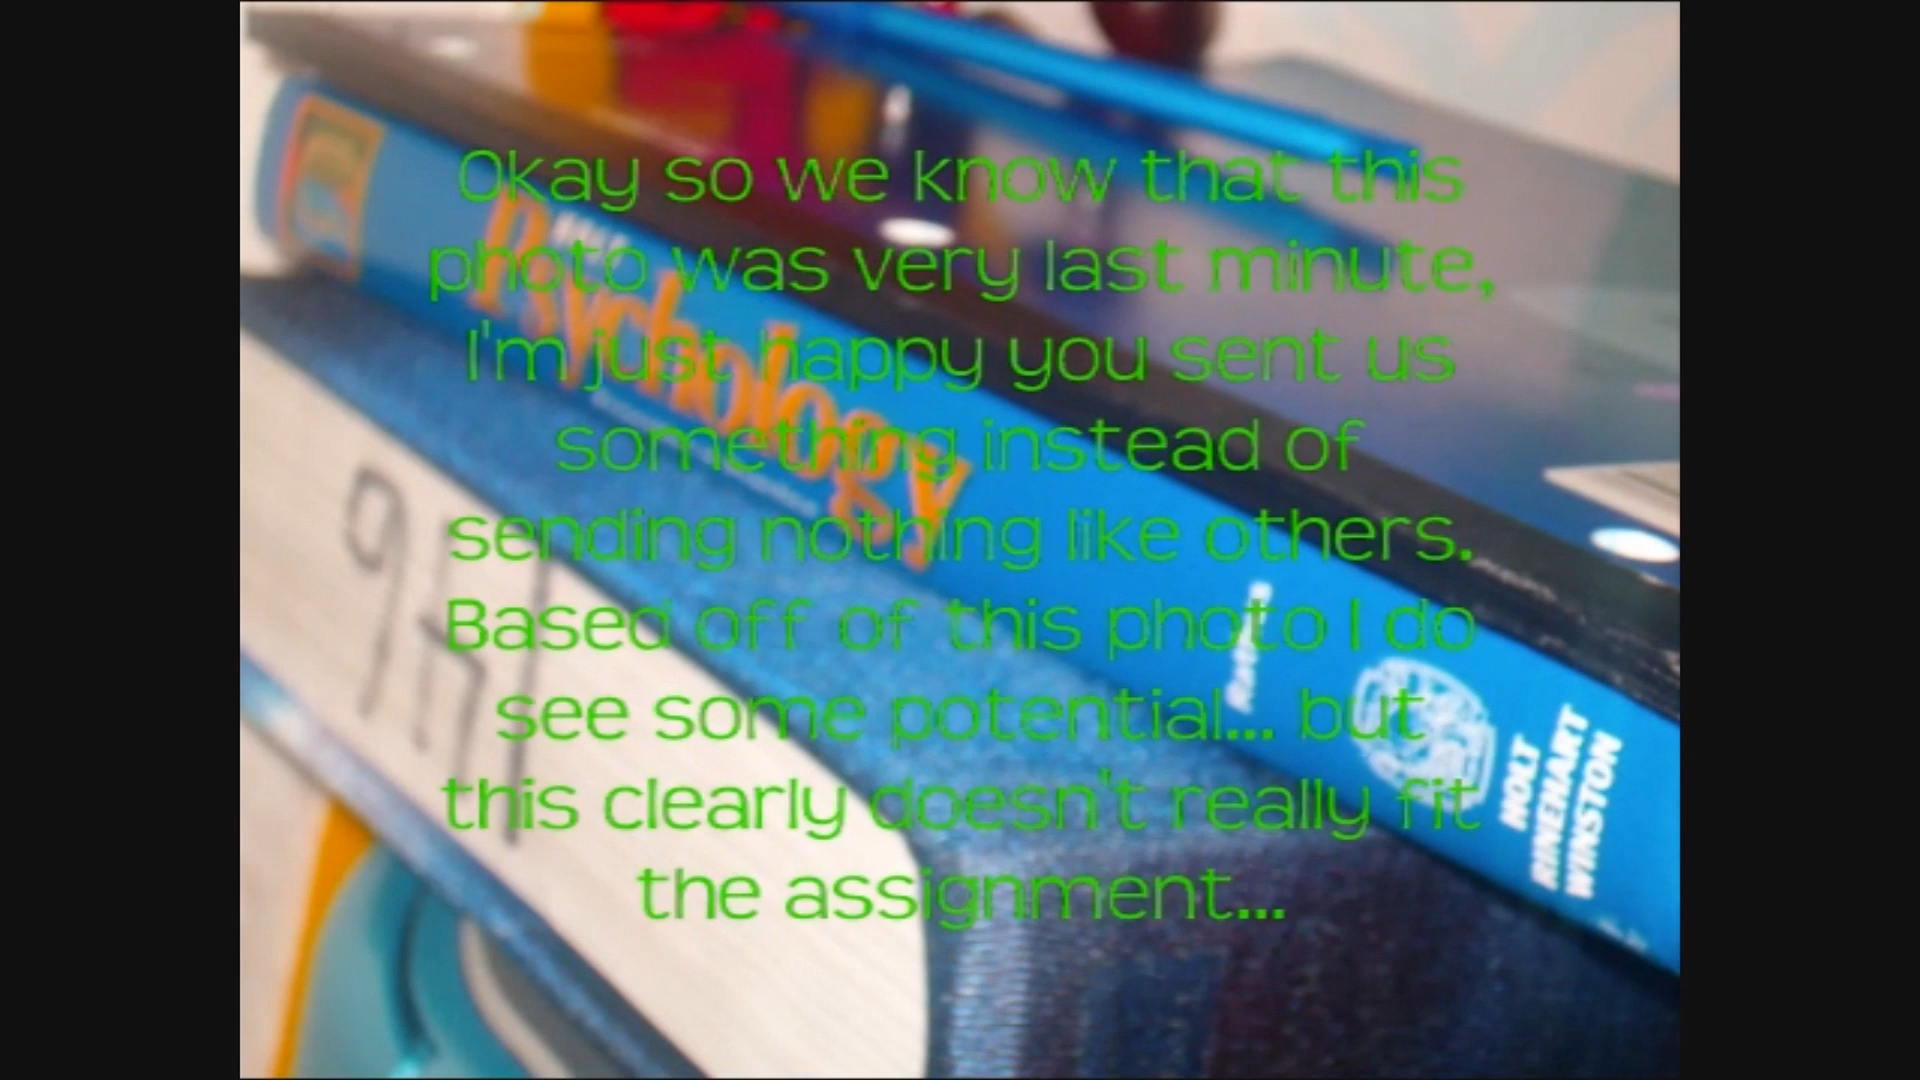 Okay so we know that this
photo was very last minute,
I'm just happy you sent us
something instead of
sending nothing like others.
Based off of this photo I do
see some potential... but
this clearly doesn't really fit
the assignment...
Psychology
HOLT
RINEHART
WINSTON